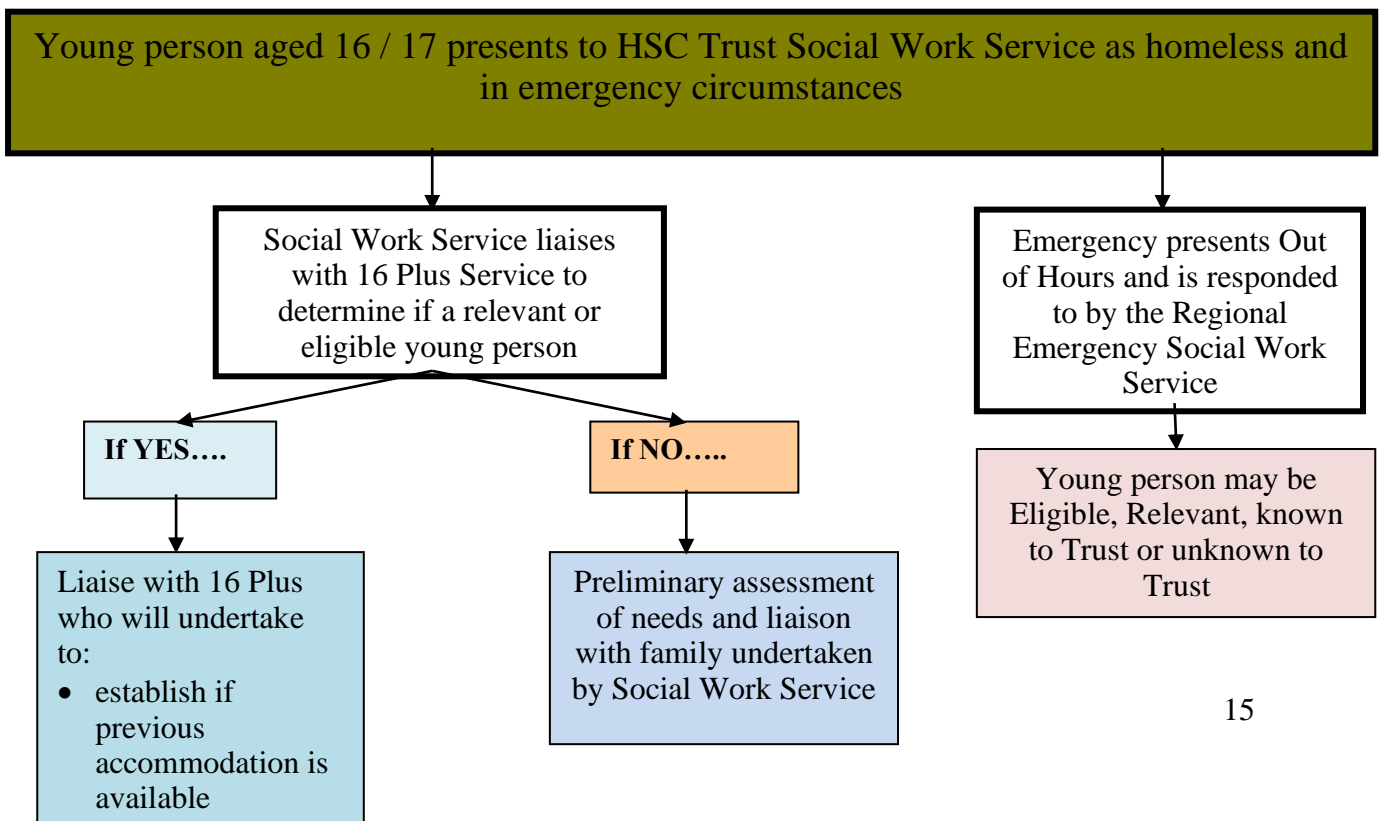 Young person aged 16 / 17 presents to HSC Trust Social Work Service as homeless and
in emergency circumstances
Social Work Service liaises
with 16 Plus Service to
determine if a relevant or
eligible young person
Emergency presents Out
of Hours and is responded
to by the Regional
Emergency Social Work
Service
If YES….
If NO…..
Young person may be
Eligible, Relevant, known
to Trust or unknown to
Trust
Liaise with 16 Plus
who will undertake
to:
• establish if
previous
accommodation is
available
Preliminary assessment
of needs and liaison
with family undertaken
by Social Work Service
15